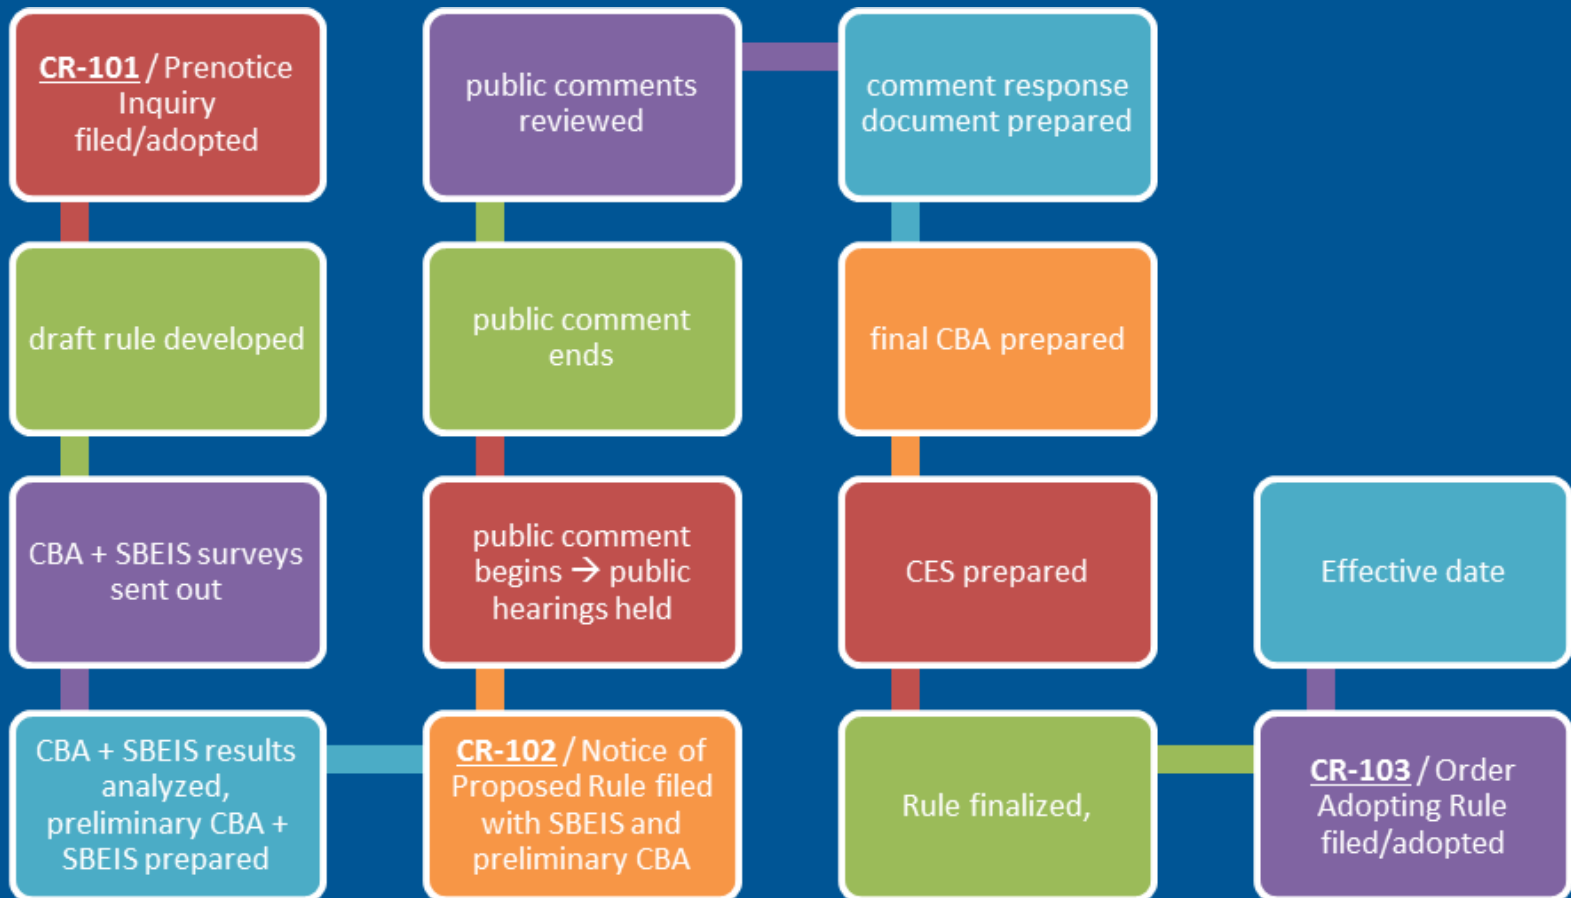 CR-101 / Prenotice
Inquiry
filed/adopted
draft rule developed
CBA + SBEIS surveys
sent out
CBA + SBEIS results
analyzed,
preliminary CBA +
SBEIS prepared
CR-102 / Notice of
Proposed Rule filed
with SBEIS and
preliminary CBA
public comment
begins → public
hearings held
public comment
ends
public comments
reviewed
comment response
document prepared
final CBA prepared
CES prepared
Rule finalized,
CR-103 / Order
Adopting Rule
filed/adopted
Effective date